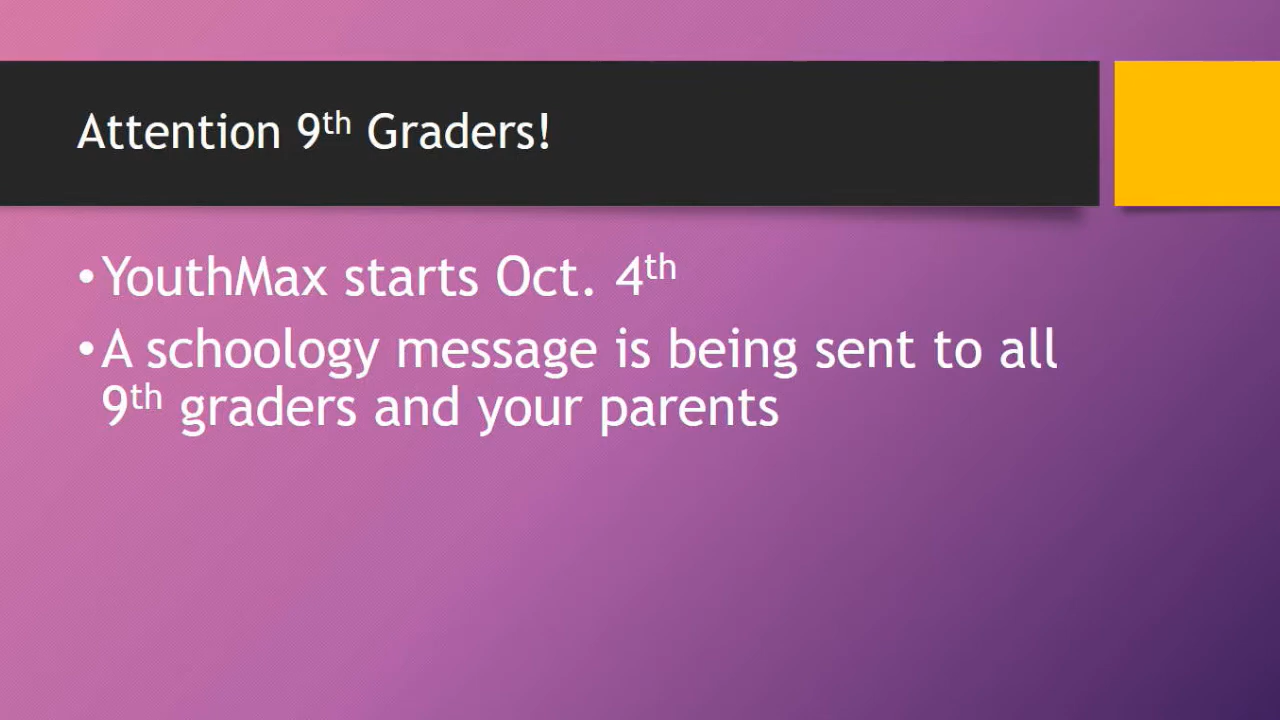 Attention 9th Graders!
•YouthMax starts Oct. 4th
•A schoology message is being sent to all
9th graders and your parents